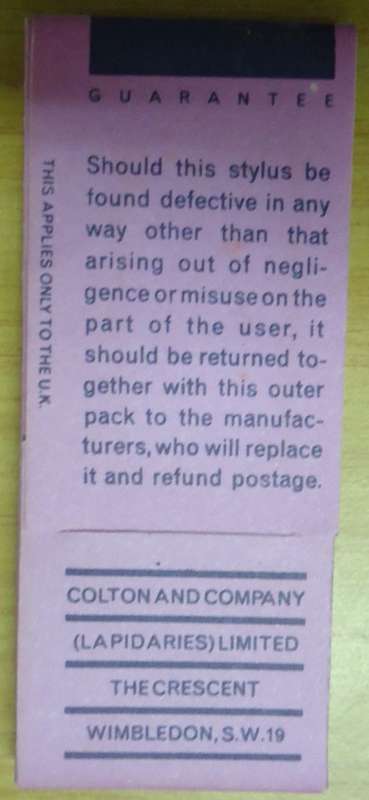 GUARANTEE
Should this stylus be
found defective in any
way other than that
arising out of negli-
gence or misuse on the
part of the user, it
should be returned to-
gether with this outer
pack to the manufac-
turers, who will replace
it and refund postage.
THIS APPLIES ONLY TO THE U.K.
COLTON AND COMPANY
(LAPIDARIES) LIMITED
THE CRESCENT
WIMBLEDON, S.W.19